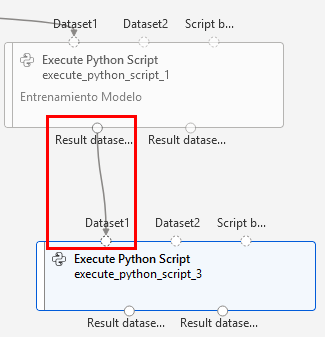 Dataset1 Dataset2 Script b...
Execute Python Script
execute_python_script_1
Entrenamiento Modelo
Result datase... Result datase...
Dataset1 Dataset2 Script b...
Execute Python Script
execute_python_script_3
Result datase... Result datase...